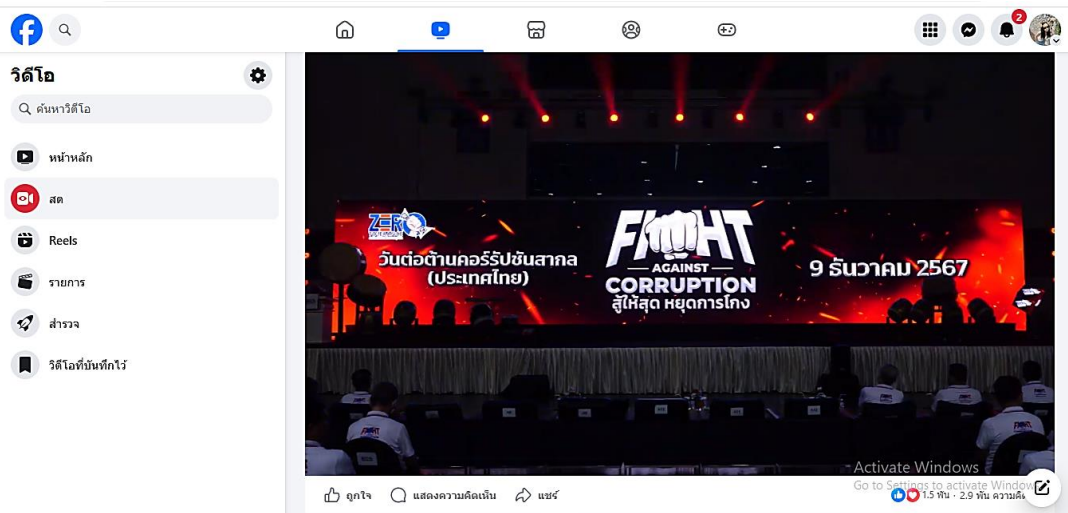 2
วิดีโอ
ค้นหาวิดีโอ
หน้าหลัก
สด
Reels
รายการ
สำรวจ
วิดีโอที่บันทึกไว้
ZERO
วันต่อต้านคอร์รัปชันสากล
(ประเทศไทย)
FIGHT
AGAINST
CORRUPTION
สู้ให้สุด หยุดการโกง
9 ธันวาคม 2567
ถูกใจ
แสดงความคิดเห็น
แชร์
1.5 พัน · 2.9 พัน
Activate Windows
Go to Settings to activate Windows